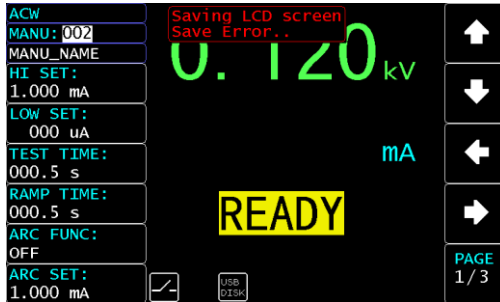 ACW
MANU: 002
MANU_NAME
HI SET:
1.000 mA
LOW SET:
000 uA
TEST TIME:
000.5 s
RAMP TIME:
000.5 s
ARC FUNC:
OFF
ARC SET:
1.000 mA
Saving LCD screen
Save Error..
0.120 kV
mA
READY
USB
DISK
PAGE
1/3